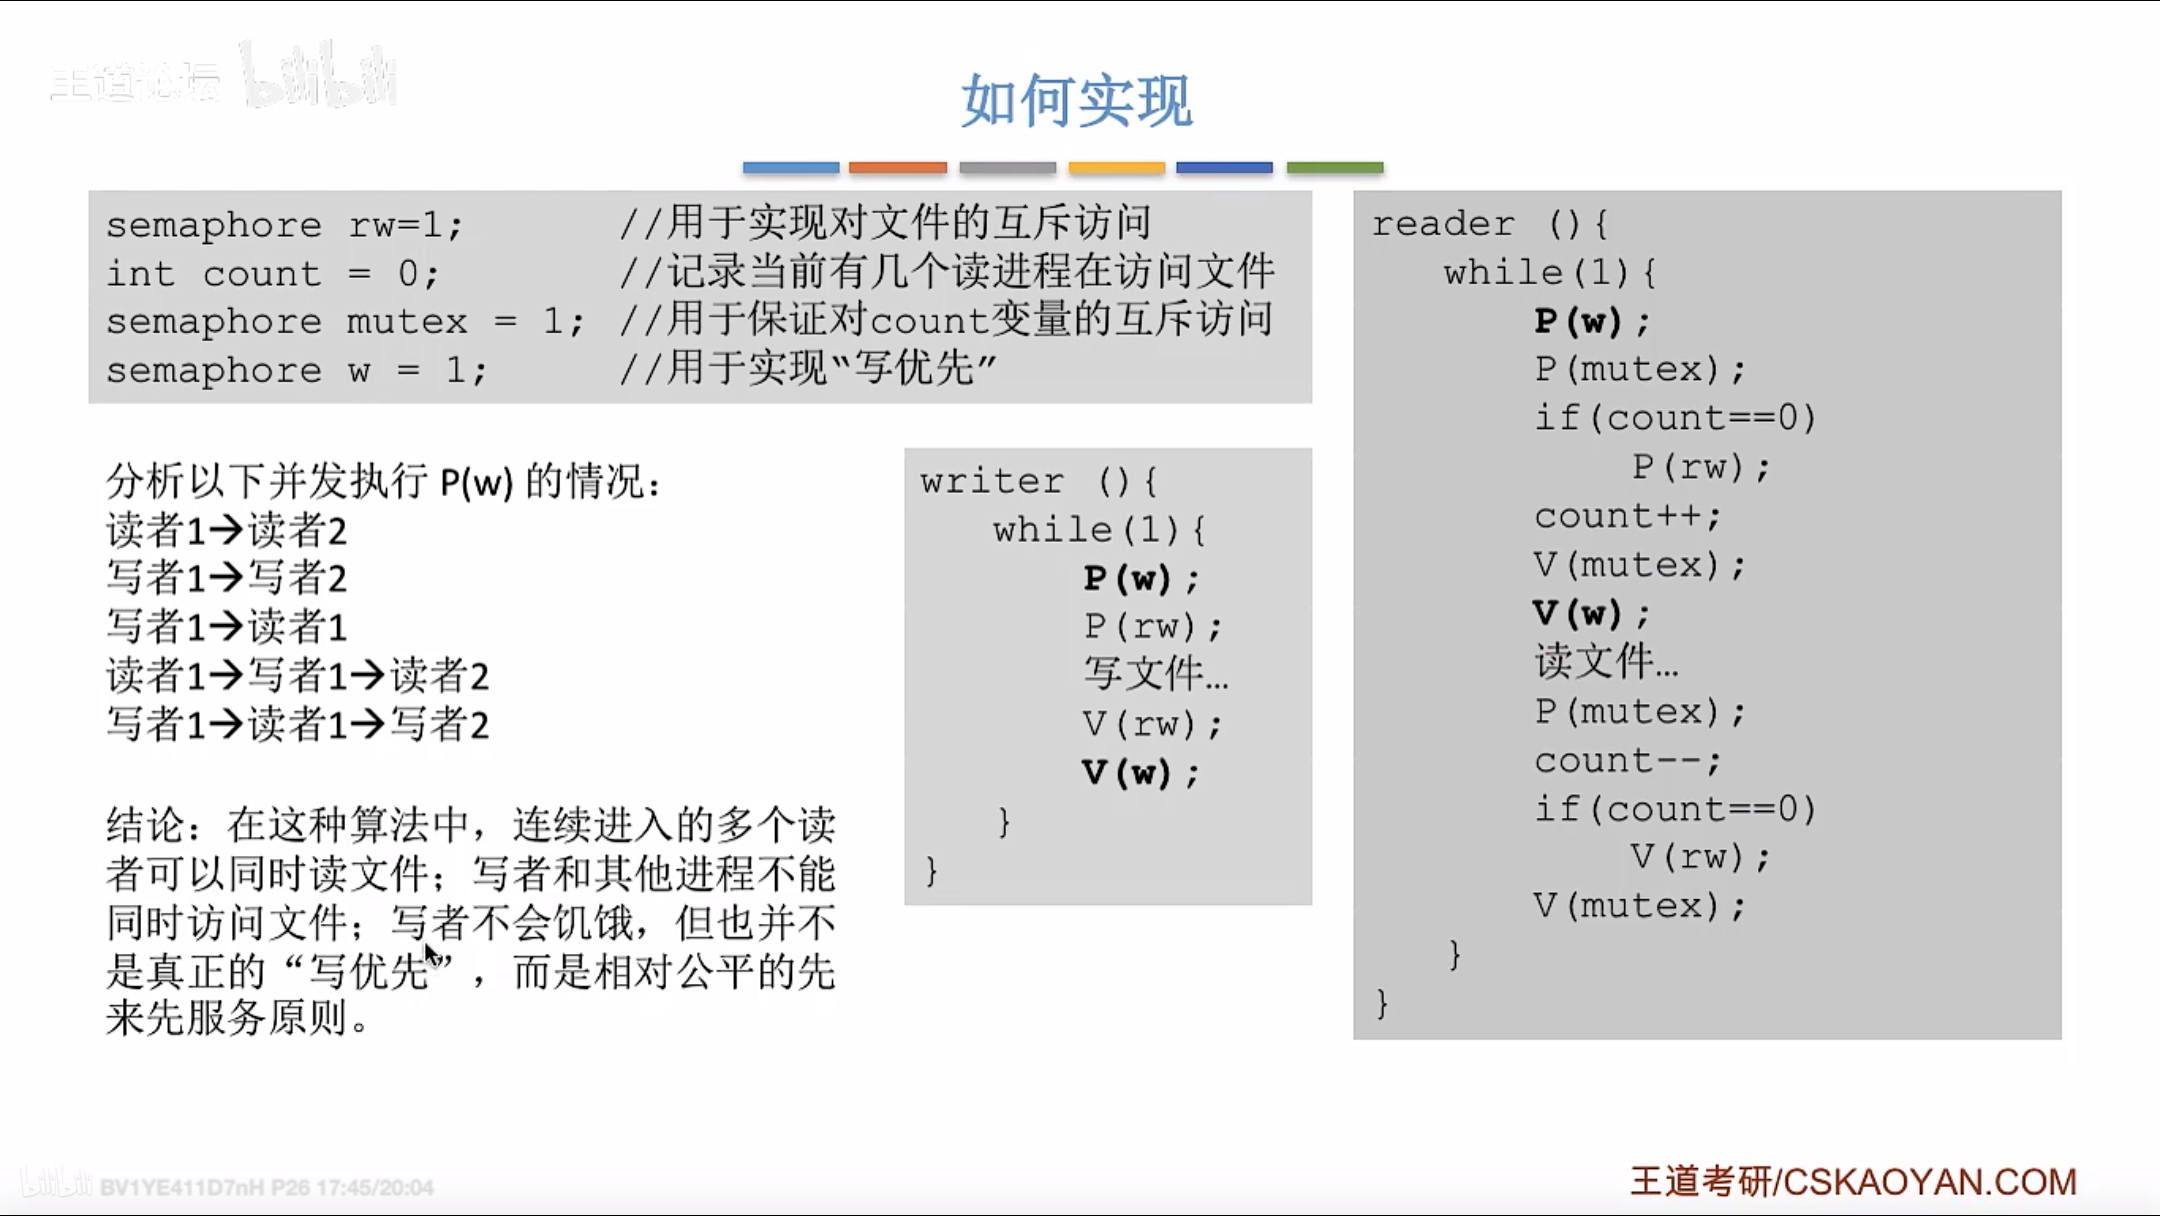 王道论坛 bilibili
如何实现
semaphore rw=1; //用于实现对文件的互斥访问
int count = 0; //记录当前有几个读进程在访问文件
semaphore mutex = 1; //用于保证对count变量的互斥访问
semaphore w = 1; //用于实现“写优先”
分析以下并发执行 P(w) 的情况：
读者1→读者2
写者1→写者2
写者1→读者1
读者1→写者1→读者2
写者1→读者1→写者2
结论：在这种算法中，连续进入的多个读
者可以同时读文件；写者和其他进程不能
同时访问文件；写者不会饥饿，但也并不
是真正的“写优先”，而是相对公平的先
来先服务原则。
writer (){
while(1){
P(w);
P(rw);
写文件…
V(rw);
V(w);
}
}
reader (){
while(1){
P(w);
P(mutex);
if(count==0)
P(rw);
count++;
V(mutex);
V(w);
读文件…
P(mutex);
count--;
if(count==0)
V(rw);
V(mutex);
}
}
bilibili BV1YE411D7nH P26 17:45/20:04
王道考研/CSKAOYAN.COM